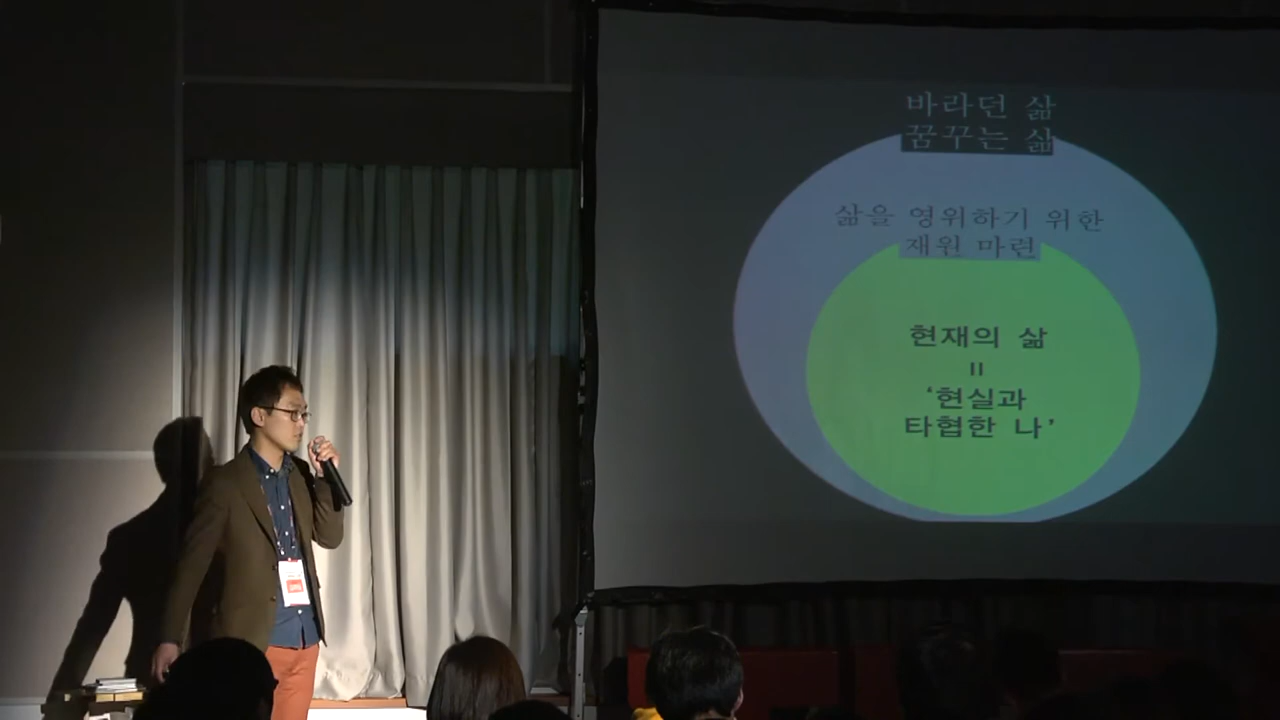 바라던 삶
꿈꾸는 삶
삶을 영위하기 위한
재원 마련
현재의 삶
=
‘현실과
타협한 나’